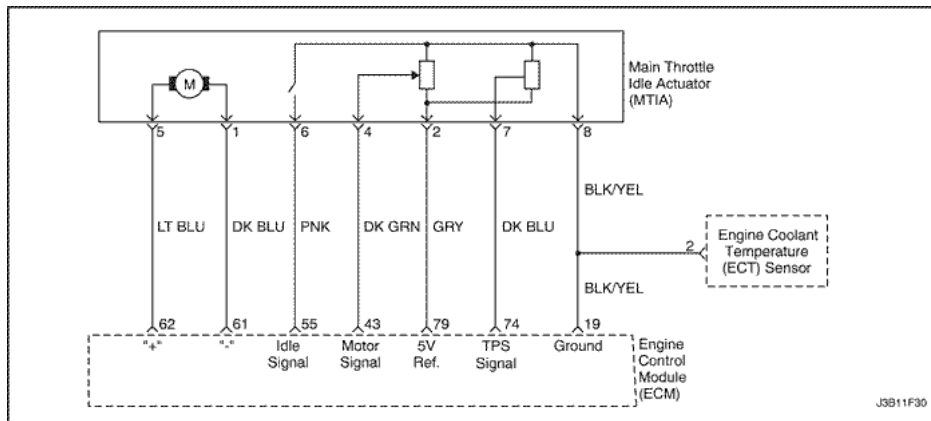 Main Throttle
Idle Actuator
(MTIA)
M
5 1 6 4 2 7 8
BLK/YEL
LT BLU DK BLU PNK DK GRN GRY DK BLU
2
Engine Coolant
Temperature
(ECT) Sensor
BLK/YEL
62 61 55 43 79 74 19
"+" "-" Idle Motor 5V TPS Ground
Signal Signal Ref. Signal
Engine
Control
Module
(ECM)
J3B11F30